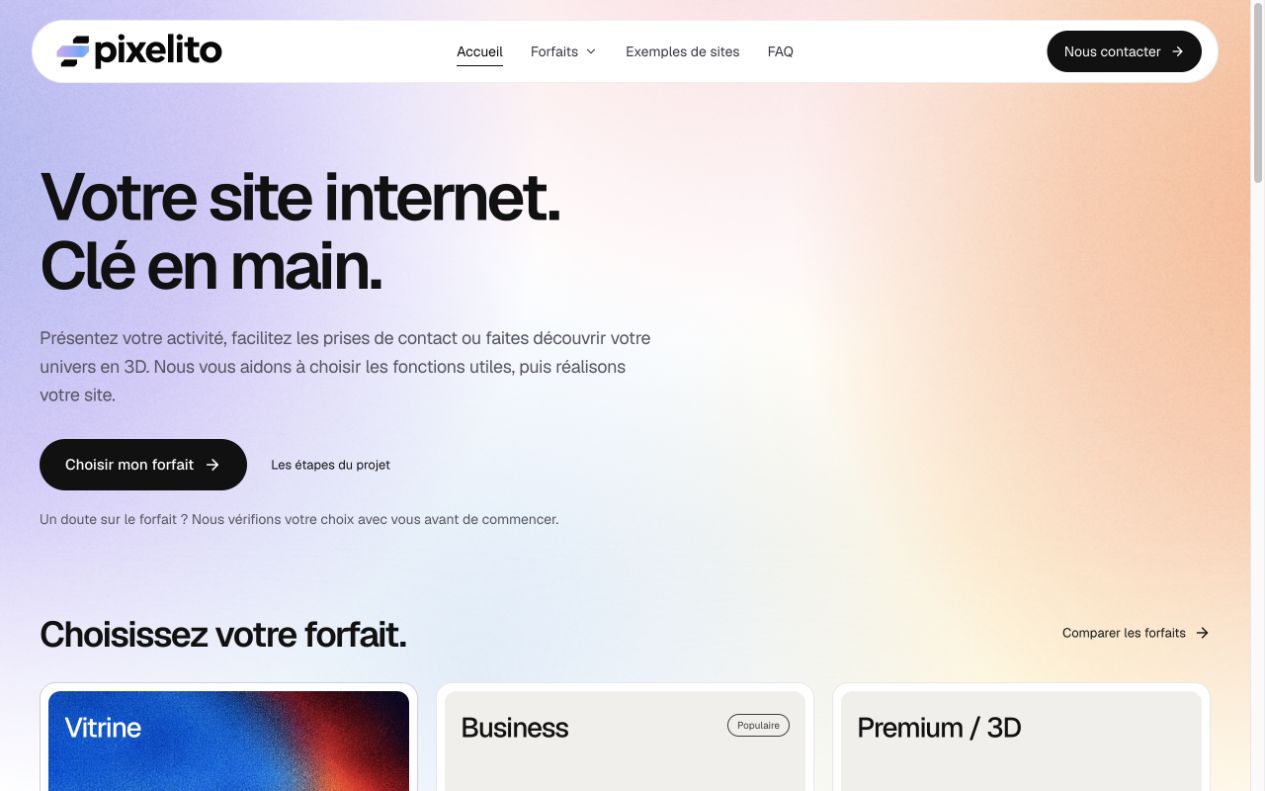 pixelito
Accueil
Forfaits
Exemples de sites
FAQ
Nous contacter
Votre site internet.
Clé en main.
Présentez votre activité, facilitez les prises de contact ou faites découvrir votre
univers en 3D. Nous vous aidons à choisir les fonctions utiles, puis réalisons
votre site.
Choisir mon forfait
Les étapes du projet
Un doute sur le forfait ? Nous vérifions votre choix avec vous avant de commencer.
Choisissez votre forfait.
Comparer les forfaits
Vitrine
Business
Populaire
Premium / 3D